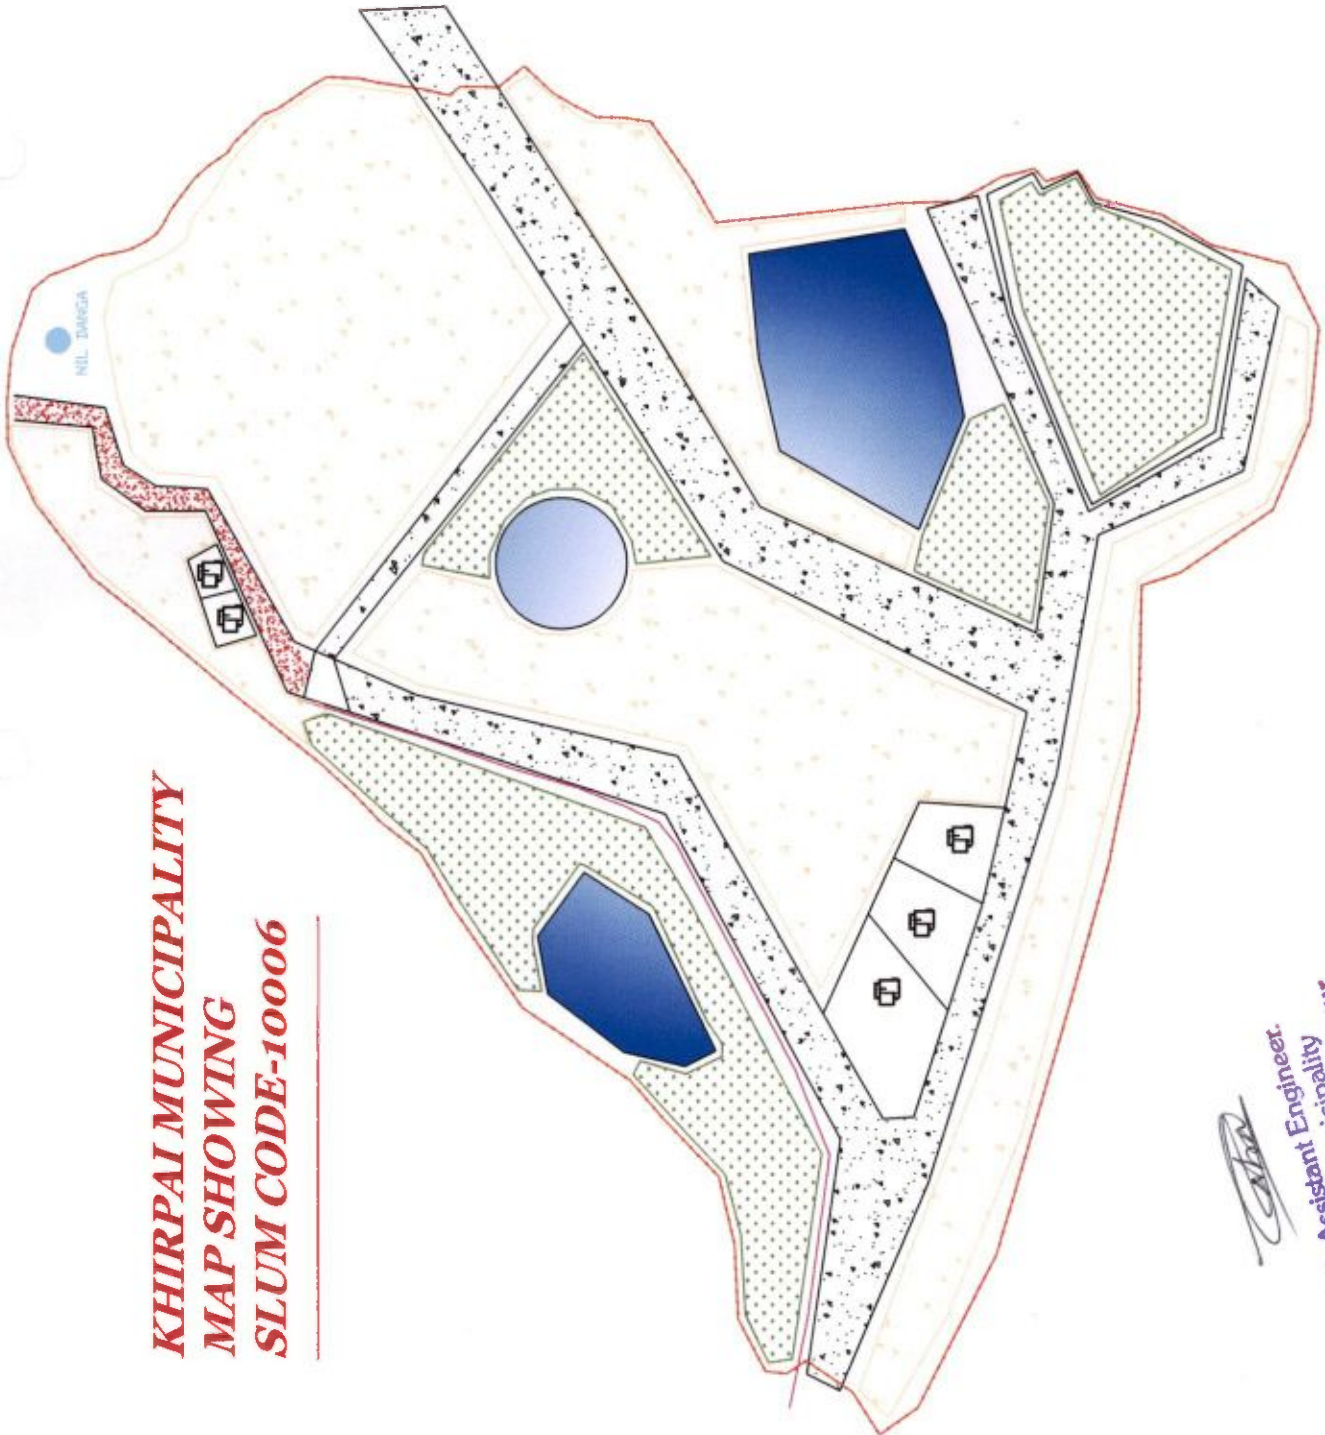 KHIRPAI MUNICIPALITY
MAP SHOWING
SLUM CODE-10006
NIL DANGA
Assistant Engineer.